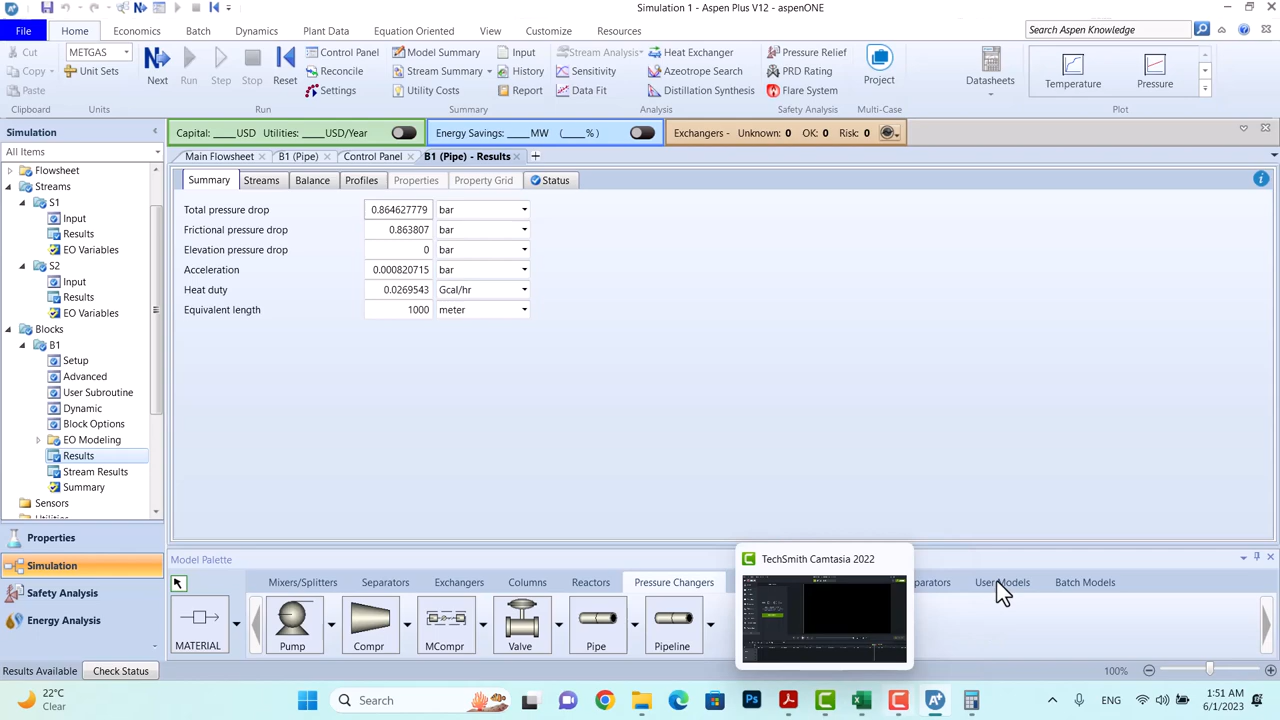 Simulation 1 - Aspen Plus V12 - aspenONE
File Home Economics Batch Dynamics Plant Data Equation Oriented View Customize Resources Search Aspen Knowledge
Cut METGAS Control Panel Model Summary Input Stream Analysis Heat Exchanger Pressure Relief
Copy Unit Sets Next Run Step Stop Reset Reconcile Stream Summary History Sensitivity Azeotrope Search PRD Rating Project Datasheets Temperature Pressure
Paste Settings Utility Costs Report Data Fit Distillation Synthesis Flare System
Clipboard Units Run Summary Analysis Safety Analysis Multi-Case Plot
Simulation
Capital: ____USD Utilities: ____USD/Year Energy Savings: ____MW (____%) Exchangers - Unknown: 0 OK: 0 Risk: 0
All Items
Main Flowsheet B1 (Pipe) Control Panel B1 (Pipe) - Results
Flowsheet
Streams
S1
Input
Results
EO Variables
S2
Input
Results
EO Variables
Blocks
B1
Setup
Advanced
User Subroutine
Dynamic
Block Options
EO Modeling
Results
Stream Results
Summary
Sensors
Properties
Simulation
Safety Analysis
Energy Analysis
Summary Streams Balance Profiles Properties Property Grid Status
Total pressure drop 0.864627779 bar
Frictional pressure drop 0.863807 bar
Elevation pressure drop 0 bar
Acceleration 0.000820715 bar
Heat duty 0.0269543 Gcal/hr
Equivalent length 1000 meter
TechSmith Camtasia 2022
Model Palette
Mixers/Splitters Separators Exchangers Columns Reactors Pressure Changers
MATERIAL Pump Compr MCompr Valve Pipe Pipeline
Results Available Check Status 100%
22°C
Clear
Search
ENG
1:51 AM
6/1/2023